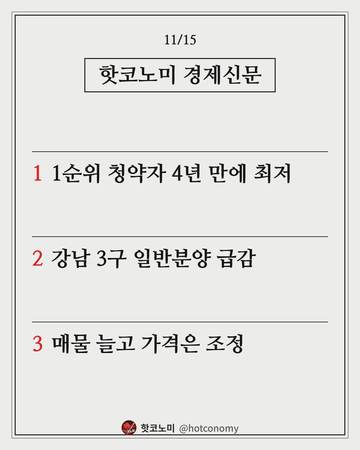 11/15
핫코노미 경제신문
1 1순위 청약자 4년 만에 최저
2 강남 3구 일반분양 급감
3 매물 늘고 가격은 조정
핫코노미 @hotconomy